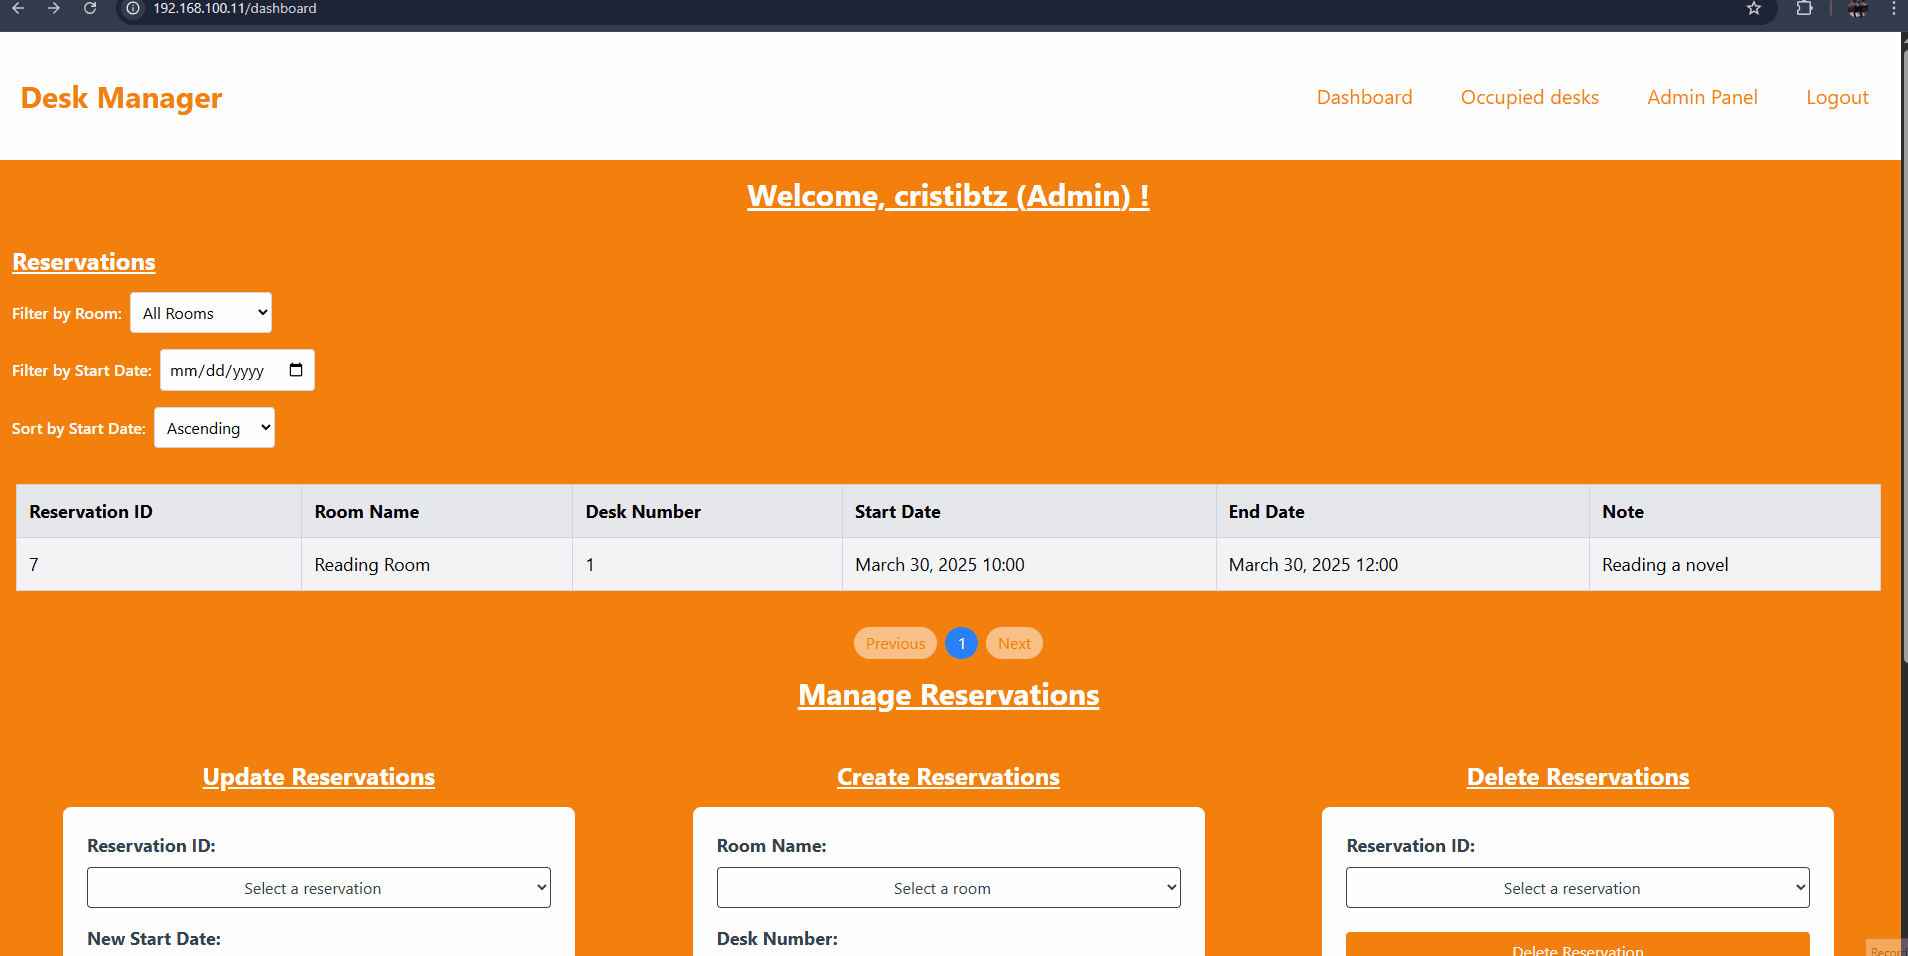 192.168.100.11/dashboard
Desk Manager
Dashboard Occupied desks Admin Panel Logout
Welcome, cristibtz (Admin) !
Reservations
Filter by Room: All Rooms
Filter by Start Date: mm/dd/yyyy
Sort by Start Date: Ascending
Reservation ID Room Name Desk Number Start Date End Date Note
7 Reading Room 1 March 30, 2025 10:00 March 30, 2025 12:00 Reading a novel
Previous 1 Next
Manage Reservations
Update Reservations Create Reservations Delete Reservations
Reservation ID: Room Name: Reservation ID:
Select a reservation Select a room Select a reservation
New Start Date: Desk Number:
Delete Reservation